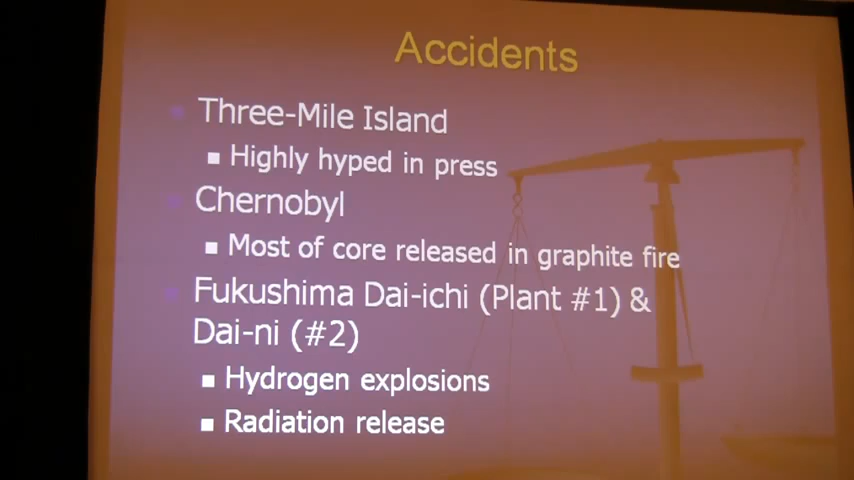 Accidents
Three-Mile Island
Highly hyped in press
Chernobyl
Most of core released in graphite fire
Fukushima Dai-ichi (Plant #1) &
Dai-ni (#2)
Hydrogen explosions
Radiation release